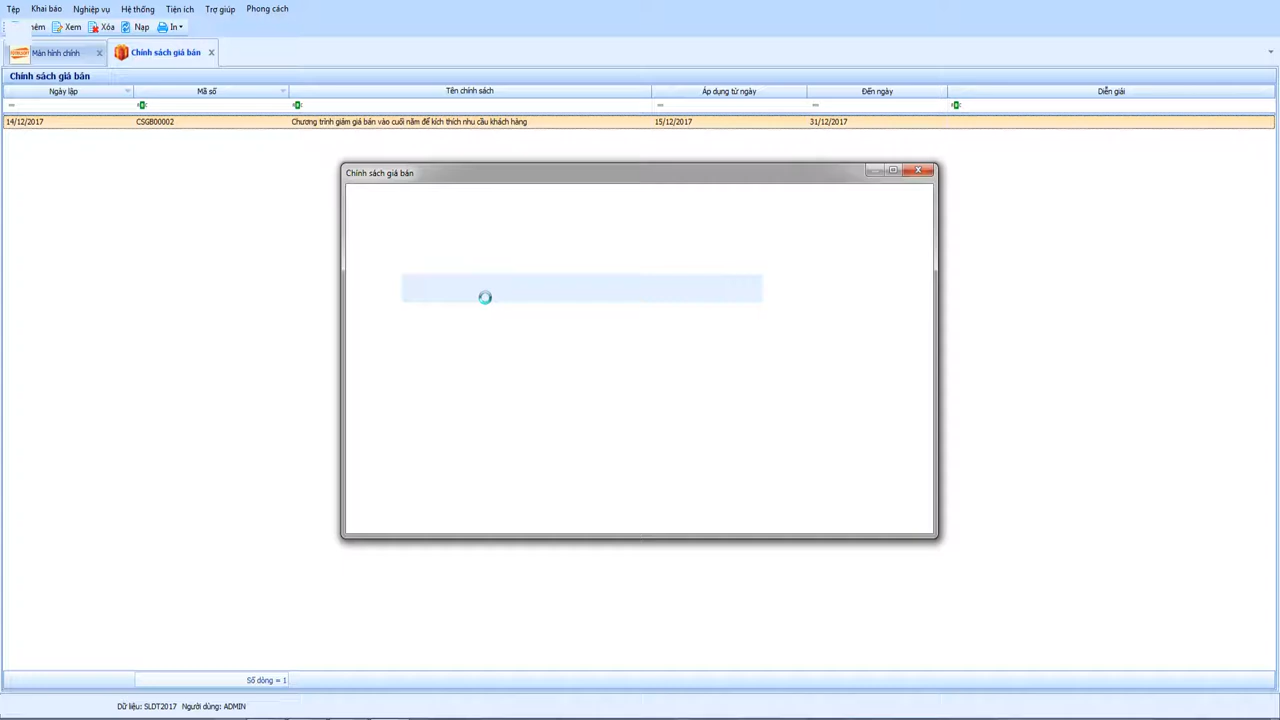 Tệp Khai báo Nghiệp vụ Hệ thống Tiện ích Trợ giúp Phong cách
Xem Xóa Nạp In
Màn hình chính Chính sách giá bán
Chính sách giá bán
Ngày lập Mã số Tên chính sách Áp dụng từ ngày Đến ngày Diễn giải
14/12/2017 CSGB00002 Chương trình giảm giá bán vào cuối năm để kích thích nhu cầu khách hàng 15/12/2017 31/12/2017
Chính sách giá bán
Số dòng = 1
Dữ liệu: SLDT2017 Người dùng: ADMIN